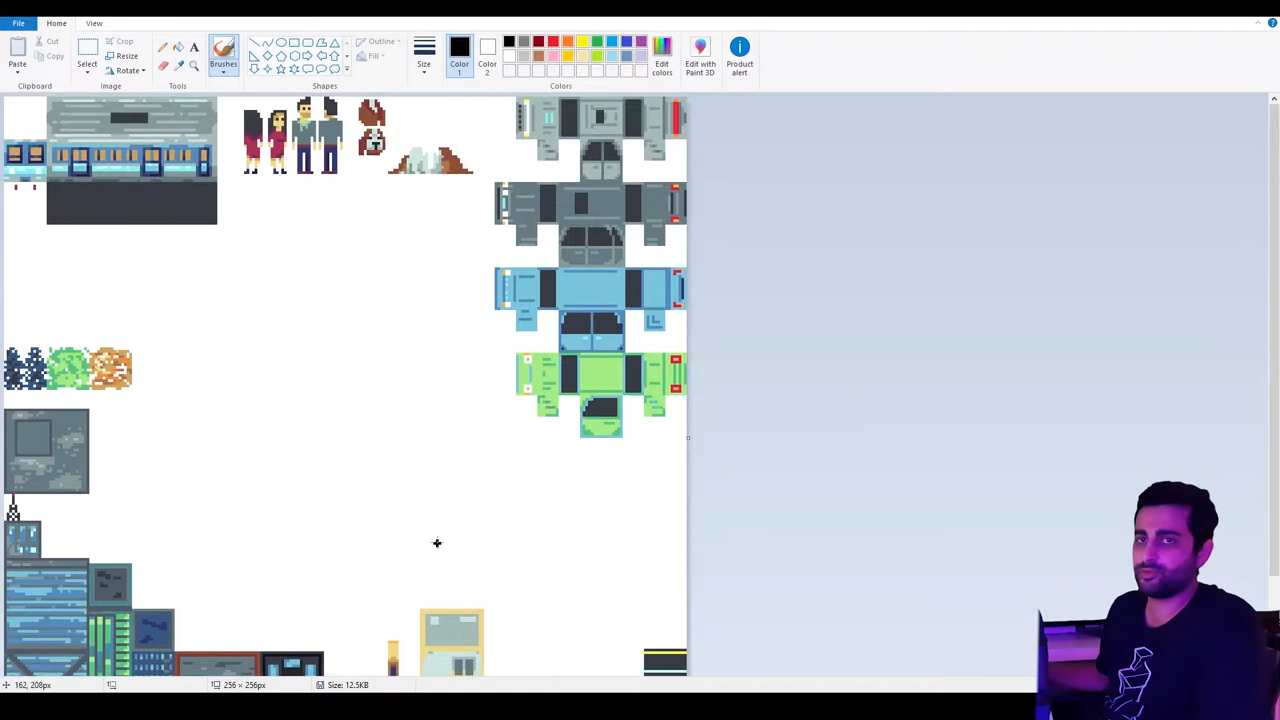 File
Home
View
Paste
Cut
Copy
Clipboard
Select
Crop
Resize
Rotate
Image
A
Tools
Brushes
Outline
Fill
Shapes
Size
Color 1
Color 2
Edit colors
Colors
Edit with Paint 3D
Product alert
162, 208px
256 × 256px
Size: 12.5KB